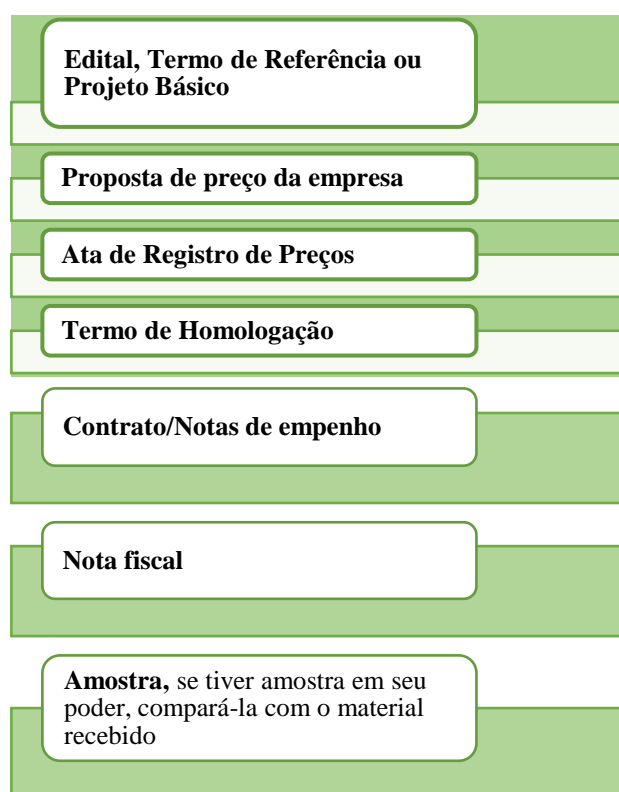 Edital, Termo de Referência ou
Projeto Básico
Proposta de preço da empresa
Ata de Registro de Preços
Termo de Homologação
Contrato/Notas de empenho
Nota fiscal
Amostra, se tiver amostra em seu
poder, compará-la com o material
recebido